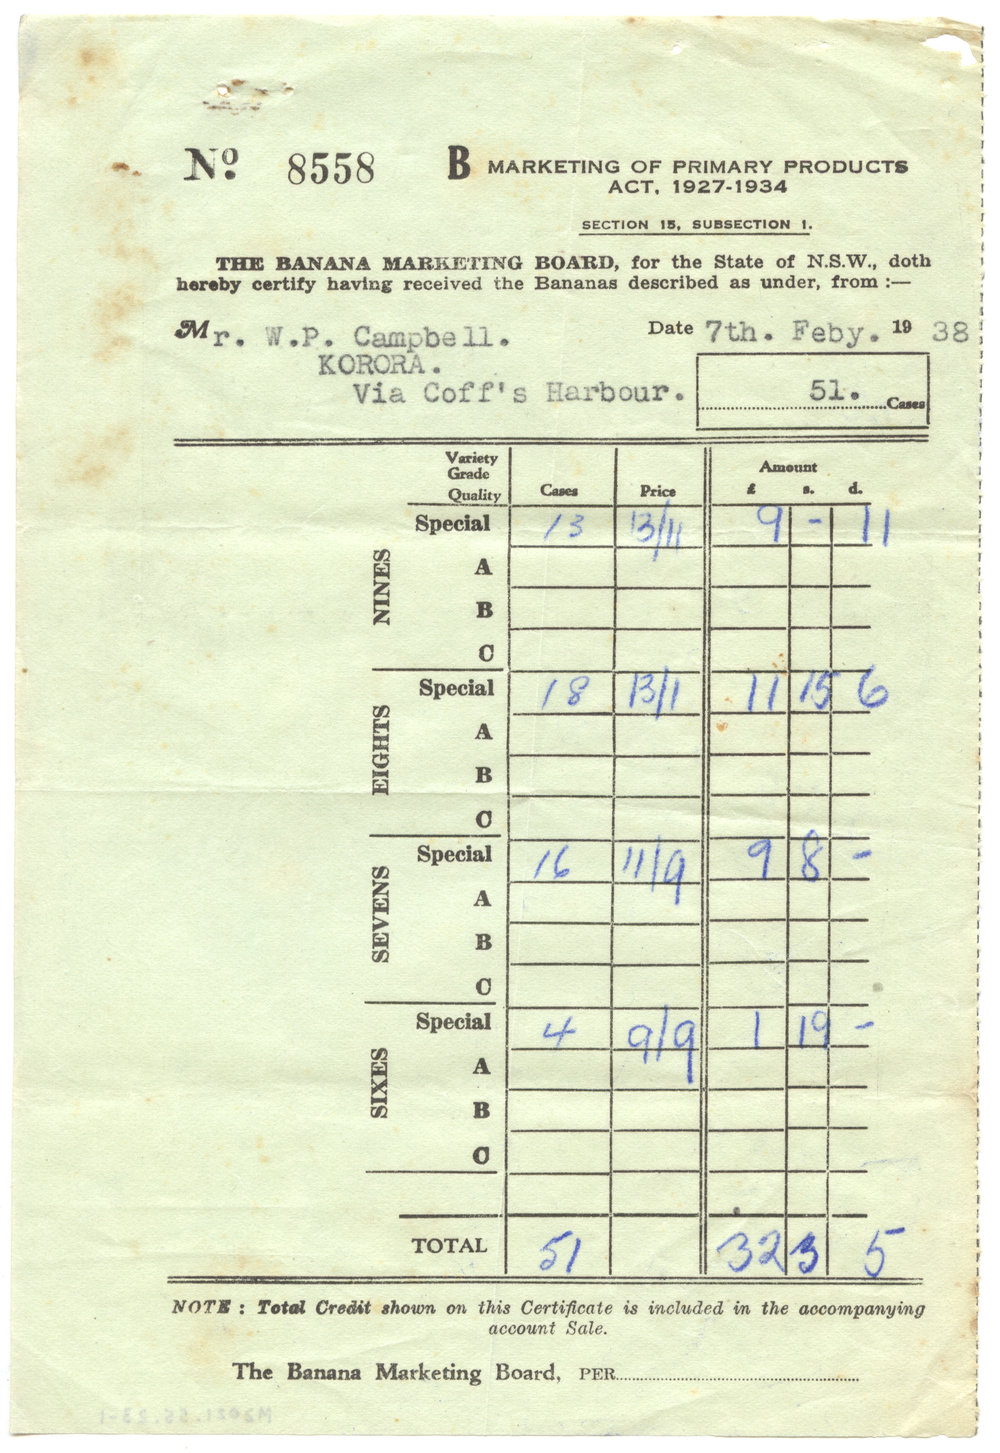 No. 8558 B MARKETING OF PRIMARY PRODUCTS
ACT, 1927-1934
SECTION 15, SUBSECTION 1.
THE BANANA MARKETING BOARD, for the State of N.S.W., doth
hereby certify having received the Bananas described as under, from :—
Mr. W.P. Campbell. Date 7th. Feby. 1938
KORORA.
Via Coff's Harbour. 51. Cases
Variety
Grade
Quality Cases Price Amount £ s. d.
NINES
Special 13 13/11 9 - 11
A
B
C
EIGHTS
Special 18 13/1 11 15 6
A
B
C
SEVENS
Special 16 11/9 9 8 -
A
B
C
SIXES
Special 4 9/9 1 19 -
A
B
C
TOTAL 51 32 3 5
NOTE : Total Credit shown on this Certificate is included in the accompanying
account Sale.
The Banana Marketing Board, PER
M2021.55.23-1